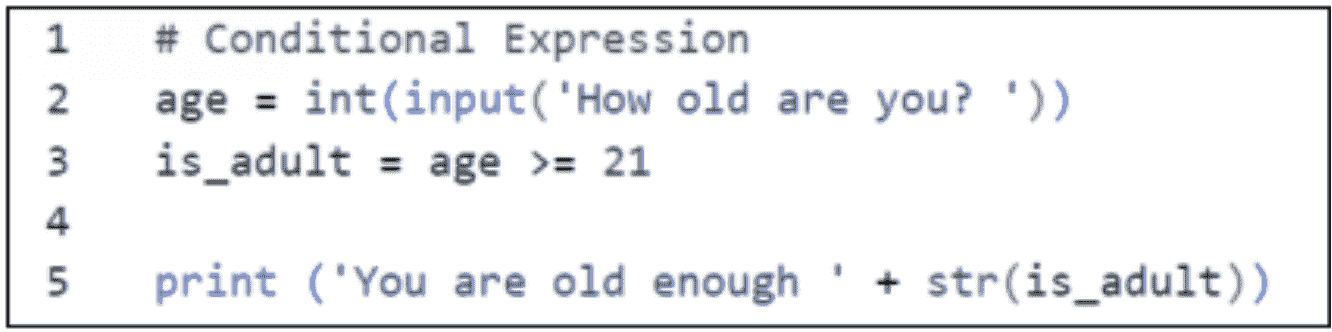 1 # Conditional Expression
2 age = int(input('How old are you? '))
3 is_adult = age >= 21
4
5 print ('You are old enough ' + str(is_adult))